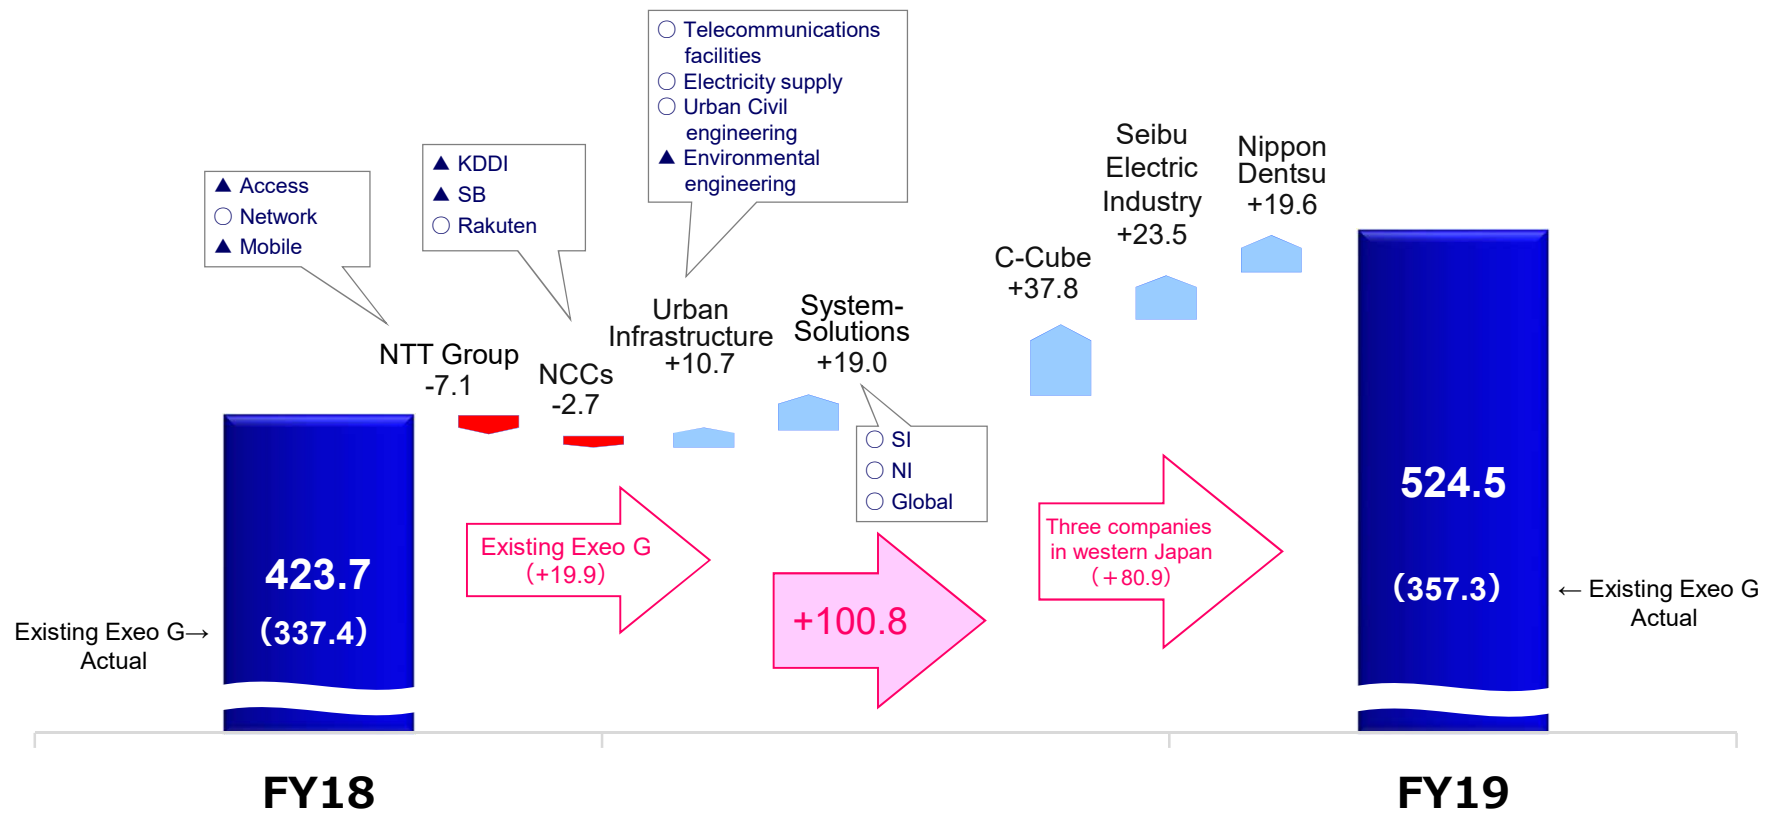 ○ Telecommunications
facilities
○ Electricity supply
○ Urban Civil
engineering
▲ Environmental
engineering
▲ KDDI
▲ SB
○ Rakuten
▲ Access
○ Network
▲ Mobile
Seibu
Electric
Industry
+23.5
Nippon
Dentsu
+19.6
C-Cube
+37.8
Urban
Infrastructure
+10.7
System-
Solutions
+19.0
NTT Group
-7.1
NCCs
-2.7
○ SI
○ NI
○ Global
Existing Exeo G
(+19.9)
+100.8
Three companies
in western Japan
(＋80.9)
423.7
(337.4)
Existing Exeo G→
Actual
524.5
(357.3)
← Existing Exeo G
Actual
FY18
FY19